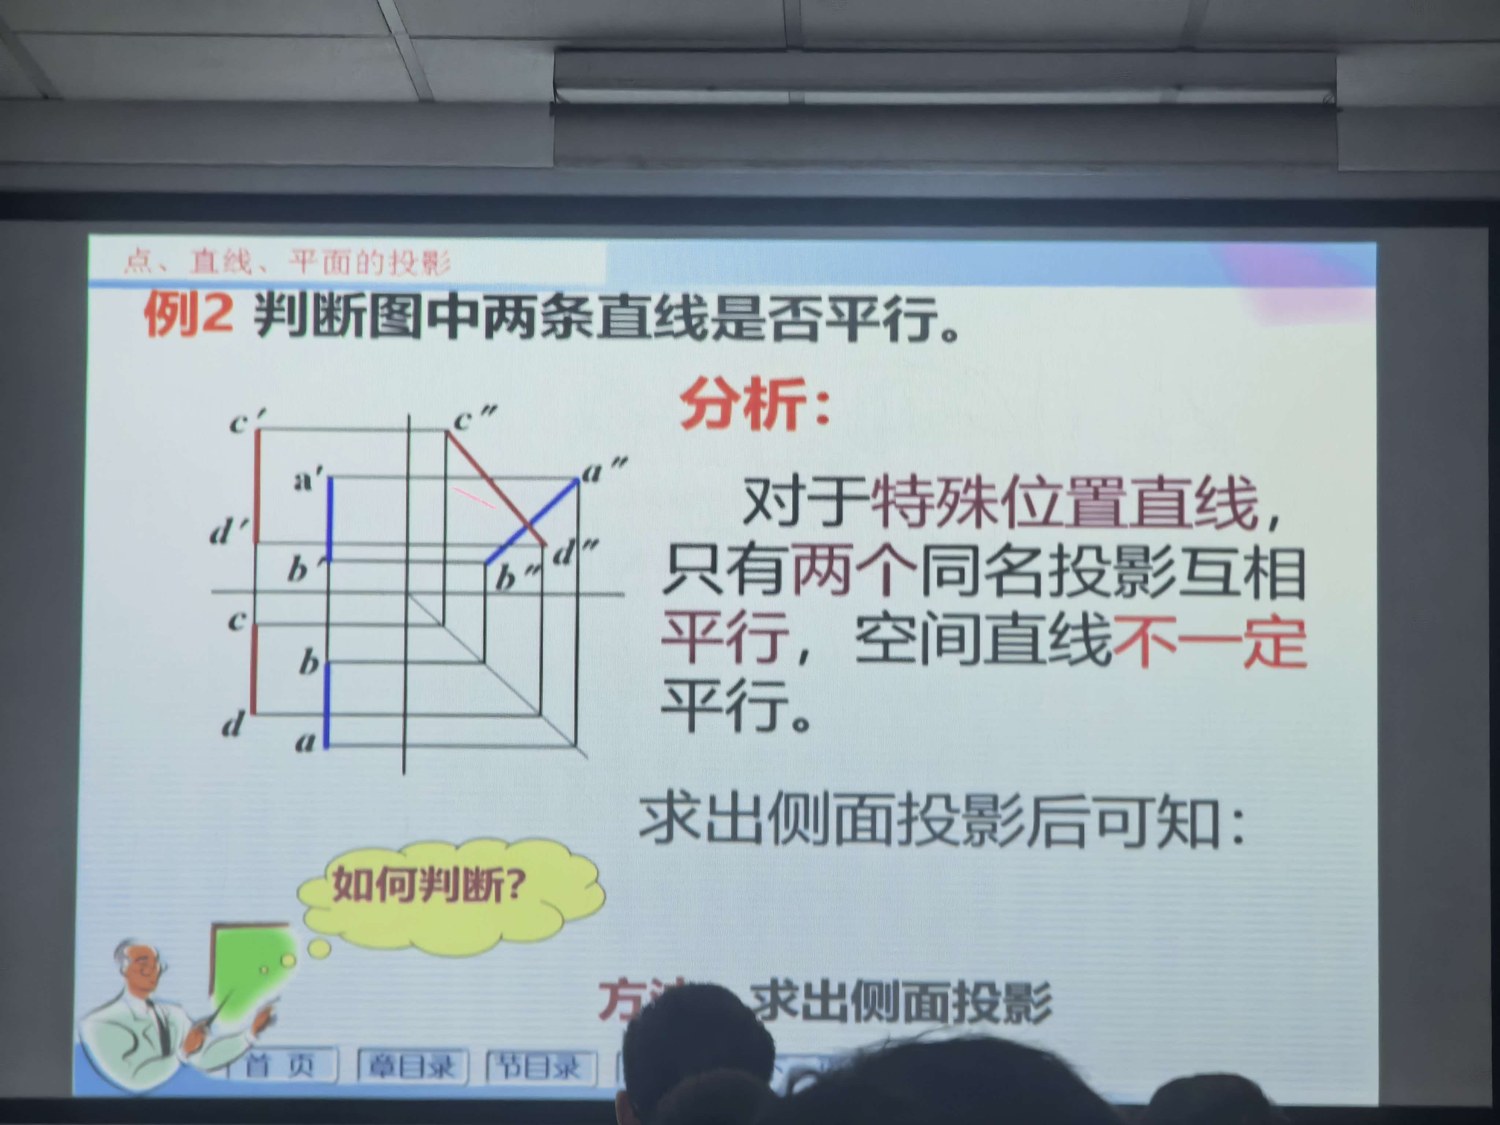 点、直线、平面的投影
例2 判断图中两条直线是否平行。
分析：
c′
c″
a′
a″
d′
d″
b′
b″
c
b
d
a
对于特殊位置直线，
只有两个同名投影互相
平行，空间直线不一定
平行。
求出侧面投影后可知：
如何判断？
方法 求出侧面投影
首 页
章目录
节目录